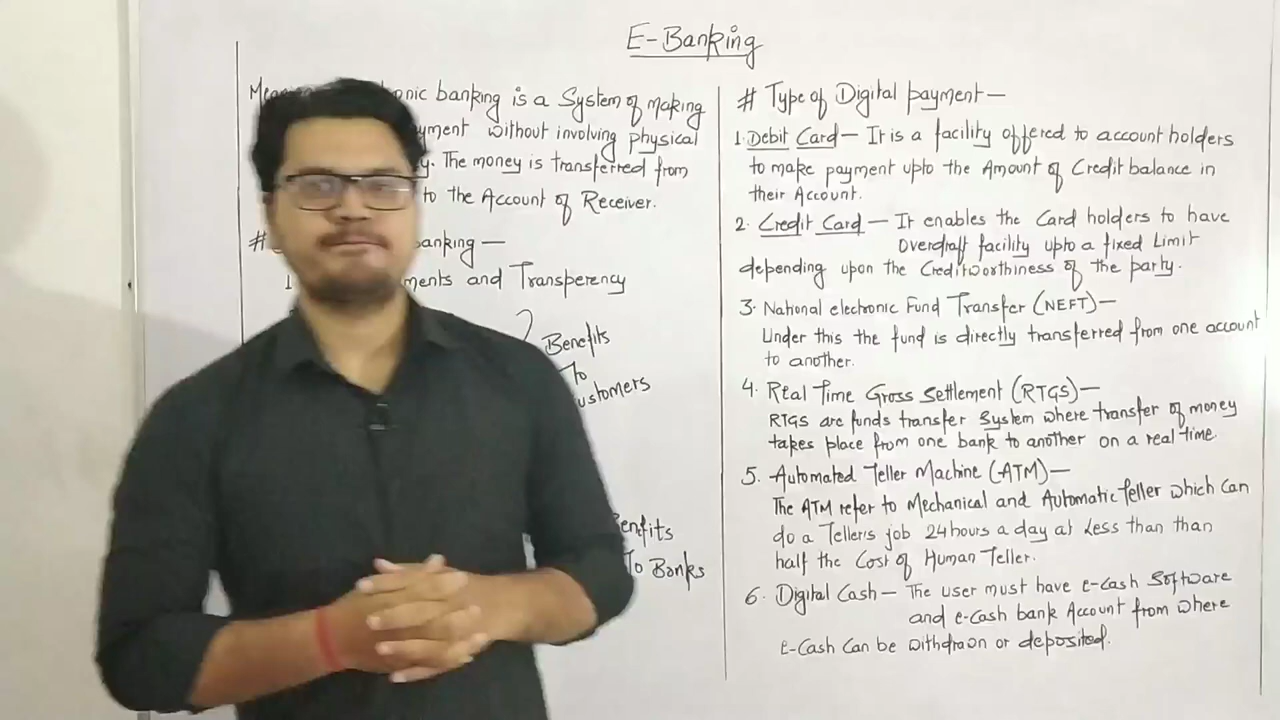 E-Banking
onic banking is a System of making
yment without involving physical
y. The money is transferred from
to the Account of Receiver.
#
anking —
1
ments and Transperency
Benefits
To
ustomers
enfits
To Banks
# Type of Digital payment —
1. Debit Card — It is a facility offered to account holders
to make payment upto the Amount of Credit balance in
their Account.
2. Credit Card — It enables the Card holders to have
Overdraft facility upto a fixed Limit
depending upon the Creditworthiness of the party.
3. National electronic Fund Transfer (NEFT) —
Under this the fund is directly transferred from one account
to another.
4. Real Time Gross Settlement (RTGS) —
RTGS are funds transfer System where transfer of money
takes place from one bank to another on a real time.
5. Automated Teller Machine (ATM) —
The ATM refer to Mechanical and Automatic Teller which Can
do a Teller's job 24 hours a day at Less than than
half the Cost of Human Teller.
6. Digital Cash — The user must have e-Cash Software
and e-Cash bank Account from where
E-Cash Can be withdrawn or deposited.